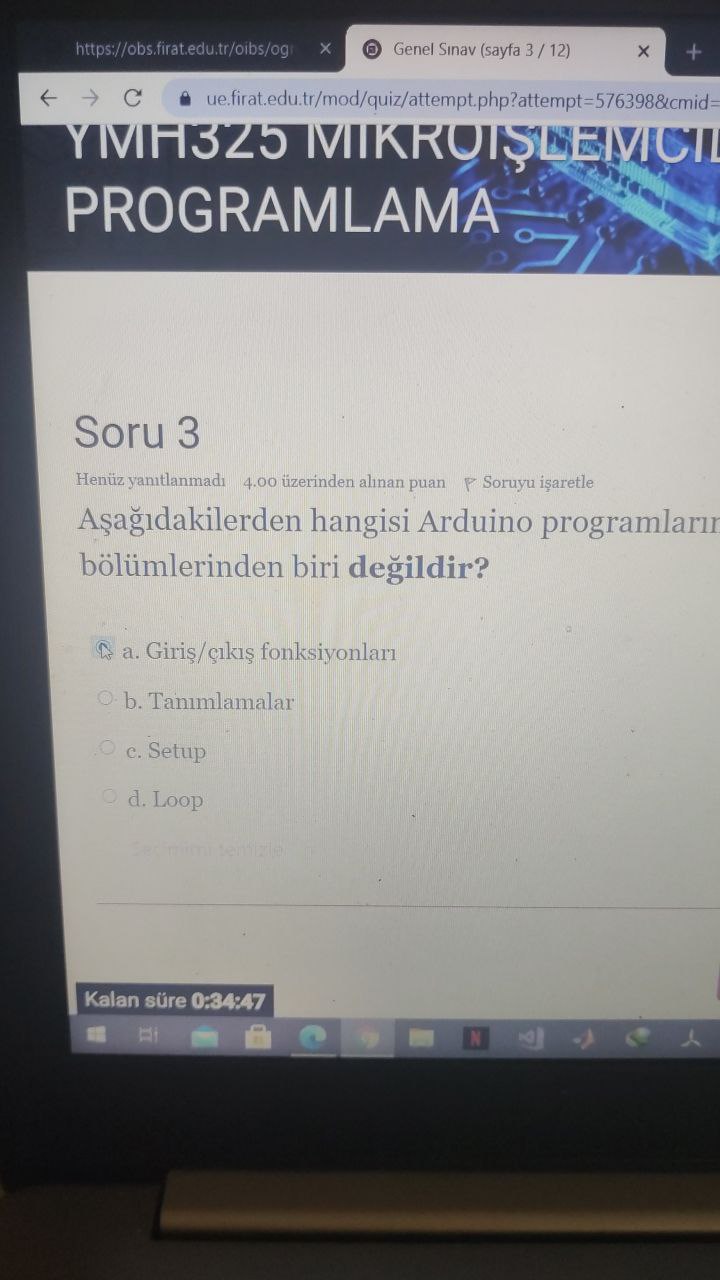 https://obs.firat.edu.tr/oibs/ogr
Genel Sınav (sayfa 3 / 12)
ue.firat.edu.tr/mod/quiz/attempt.php?attempt=576398&cmid=
YMH325 MİKROİŞLEMCİL
PROGRAMLAMA
Soru 3
Henüz yanıtlanmadı 4.00 üzerinden alınan puan Soruyu işaretle
Aşağıdakilerden hangisi Arduino programların
bölümlerinden biri değildir?
a. Giriş/çıkış fonksiyonları
b. Tanımlamalar
c. Setup
d. Loop
Seçimimi temizle
Kalan süre 0:34:47
N